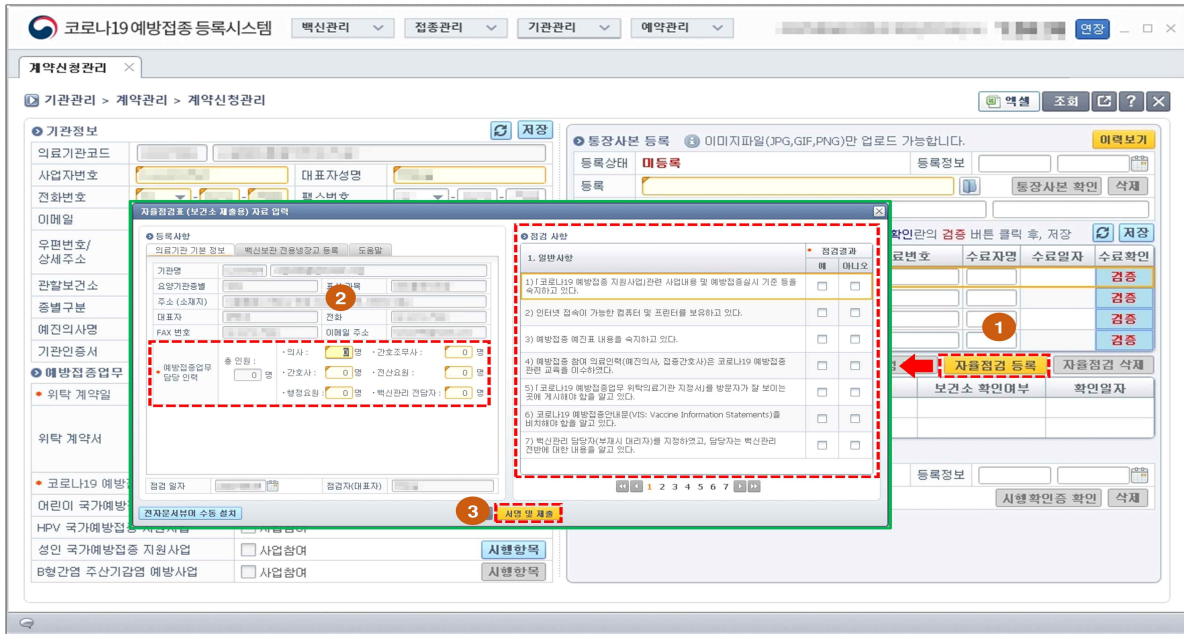 코로나19예방접종등록시스템
백신관리
접종관리
기관관리
예약관리
연장
계약신청관리
기관관리 > 계약관리 > 계약신청관리
엑셀
조회
기관정보
저장
의료기관코드
사업자번호
대표자성명
전화번호
팩스번호
이메일
우편번호/
상세주소
관할보건소
종별구분
예진의사명
기관인증서
예방접종업무
위탁 계약일
위탁 계약서
코로나19 예방
어린이 국가예방
HPV 국가예방접종 지원사업
사업참여
성인 국가예방접종 지원사업
사업참여
시행항목
B형간염 주산기감염 예방사업
사업참여
시행항목
통장사본 등록
이미지파일(JPG,GIF,PNG)만 업로드 가능합니다.
이력보기
등록상태
미등록
등록정보
등록
통장사본 확인
삭제
확인란의 검증 버튼 클릭 후, 저장
저장
료번호
수료자명
수료일자
수료확인
검증
검증
검증
검증
1
자율점검 등록
자율점검 삭제
보건소 확인여부
확인일자
등록정보
시행확인증 확인
삭제
자율점검표 (보건소 제출용) 자료 입력
등록사항
의료기관 기본 정보
백신보관 전용냉장고 등록
도움말
기관명
요양기관종별
2
주소 (소재지)
대표자
전화
FAX 번호
이메일 주소
예방접종업무
담당 인력
총 인원 :
0 명
·의사 :
명
·간호조무사 :
0 명
·간호사 :
0 명
·전산요원 :
0 명
·행정요원 :
0 명
·백신관리 전담자 :
0 명
점검 일자
점검자(대표자)
전자문서뷰머 수동 설치
3
서명 및 제출
점검 사항
1. 일반사항
점검결과
예
아니오
1) 「코로나19 예방접종 지원사업」관련 사업내용 및 예방접종실시 기준 등을
숙지하고 있다.
2) 인터넷 접속이 가능한 컴퓨터 및 프린터를 보유하고 있다.
3) 예방접종 예진표 내용을 숙지하고 있다.
4) 예방접종 참여 의료인력(예진의사, 접종간호사)은 코로나19 예방접종
관련 교육을 이수하였다.
5) 「코로나19 예방접종업무 위탁의료기관 지정서」를 방문자가 잘 보이는
곳에 게시해야 함을 알고 있다.
6) 코로나19 예방접종안내문(VIS: Vaccine Information Statements)을
비치해야 함을 알고 있다.
7) 백신관리 담당자(부재시 대리자)를 지정하였고, 담당자는 백신관리
전반에 대한 내용을 알고 있다.
1 2 3 4 5 6 7